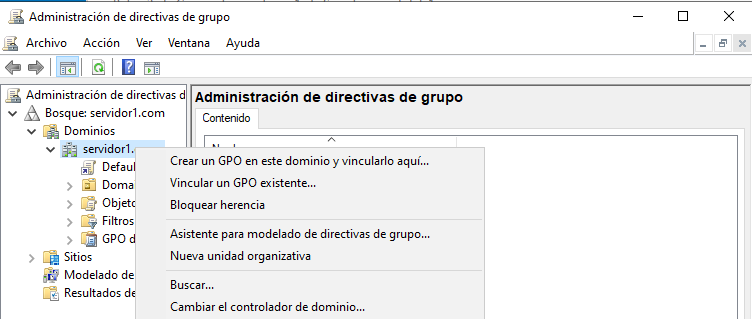 Administración de directivas de grupo
Archivo Acción Ver Ventana Ayuda
Administración de directivas d
Bosque: servidor1.com
Dominios
servidor1.
Defaul
Doma
Objeto
Filtros
GPO d
Sitios
Modelado de
Resultados de
Administración de directivas de grupo
Contenido
Crear un GPO en este dominio y vincularlo aquí...
Vincular un GPO existente...
Bloquear herencia
Asistente para modelado de directivas de grupo...
Nueva unidad organizativa
Buscar...
Cambiar el controlador de dominio...